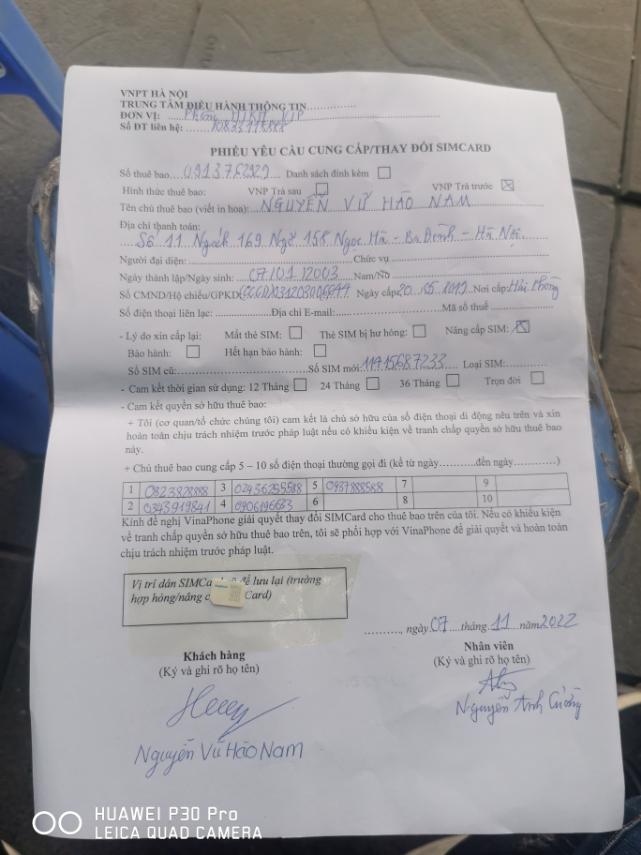 VNPT HÀ NỘI
TRUNG TÂM ĐIỀU HÀNH THÔNG TIN...............
ĐƠN VỊ: Phòng
Số ĐT liên hệ:
PHIẾU YÊU CẦU CUNG CẤP/THAY ĐỔI SIMCARD
Số thuê bao 0913762929 Danh sách đính kèm
Hình thức thuê bao: VNP Trả sau VNP Trả trước
Tên chủ thuê bao (viết in hoa): NGUYỄN VŨ HÀO NAM
Địa chỉ thanh toán:
Số 11 Ngách 169 Ngõ 158 Ngọc Hà - Ba Đình - Hà Nội.
Người đại diện: Chức vụ
Ngày thành lập/Ngày sinh: 07/01/2003 Nam/Nữ
Số CMND/Hộ chiếu/GPKD: Ngày cấp: 20.05.2019 Nơi cấp: Hải Phòng
Số điện thoại liên lạc: Địa chỉ E-mail: Mã số thuế
- Lý do xin cấp lại: Mất thẻ SIM: Thẻ SIM bị hư hỏng: Nâng cấp SIM:
Bảo hành: Hết hạn bảo hành:
Số SIM cũ: Số SIM mới: 11915687233 Loại SIM:
- Cam kết thời gian sử dụng: 12 Tháng 24 Tháng 36 Tháng Trọn đời
- Cam kết quyền sở hữu thuê bao:
+ Tôi (cơ quan/tổ chức chúng tôi) cam kết là chủ sở hữu của số điện thoại di động nêu trên và xin
hoàn toàn chịu trách nhiệm trước pháp luật nếu có khiếu kiện về tranh chấp quyền sở hữu thuê bao
này.
+ Chủ thuê bao cung cấp 5 – 10 số điện thoại thường gọi đi (kể từ ngày...........đến ngày............)
1 0823828888 3 02436295588 5 0937888588 7 9
2 0343919841 4 0906196683 6 8 10
Kính đề nghị VinaPhone giải quyết thay đổi SIMCard cho thuê bao trên của tôi. Nếu có khiếu kiện
về tranh chấp quyền sở hữu thuê bao trên, tôi sẽ phối hợp với VinaPhone để giải quyết và hoàn toàn
chịu trách nhiệm trước pháp luật.
Vị trí dán SIMCa để lưu lại (trường
hợp hỏng/nâng c Card)
.........., ngày 07 tháng 11 năm 2022
Khách hàng Nhân viên
(Ký và ghi rõ họ tên) (Ký và ghi rõ họ tên)
Nguyễn Anh Cường
Nguyễn Vũ Hào Nam
HUAWEI P30 Pro
LEICA QUAD CAMERA